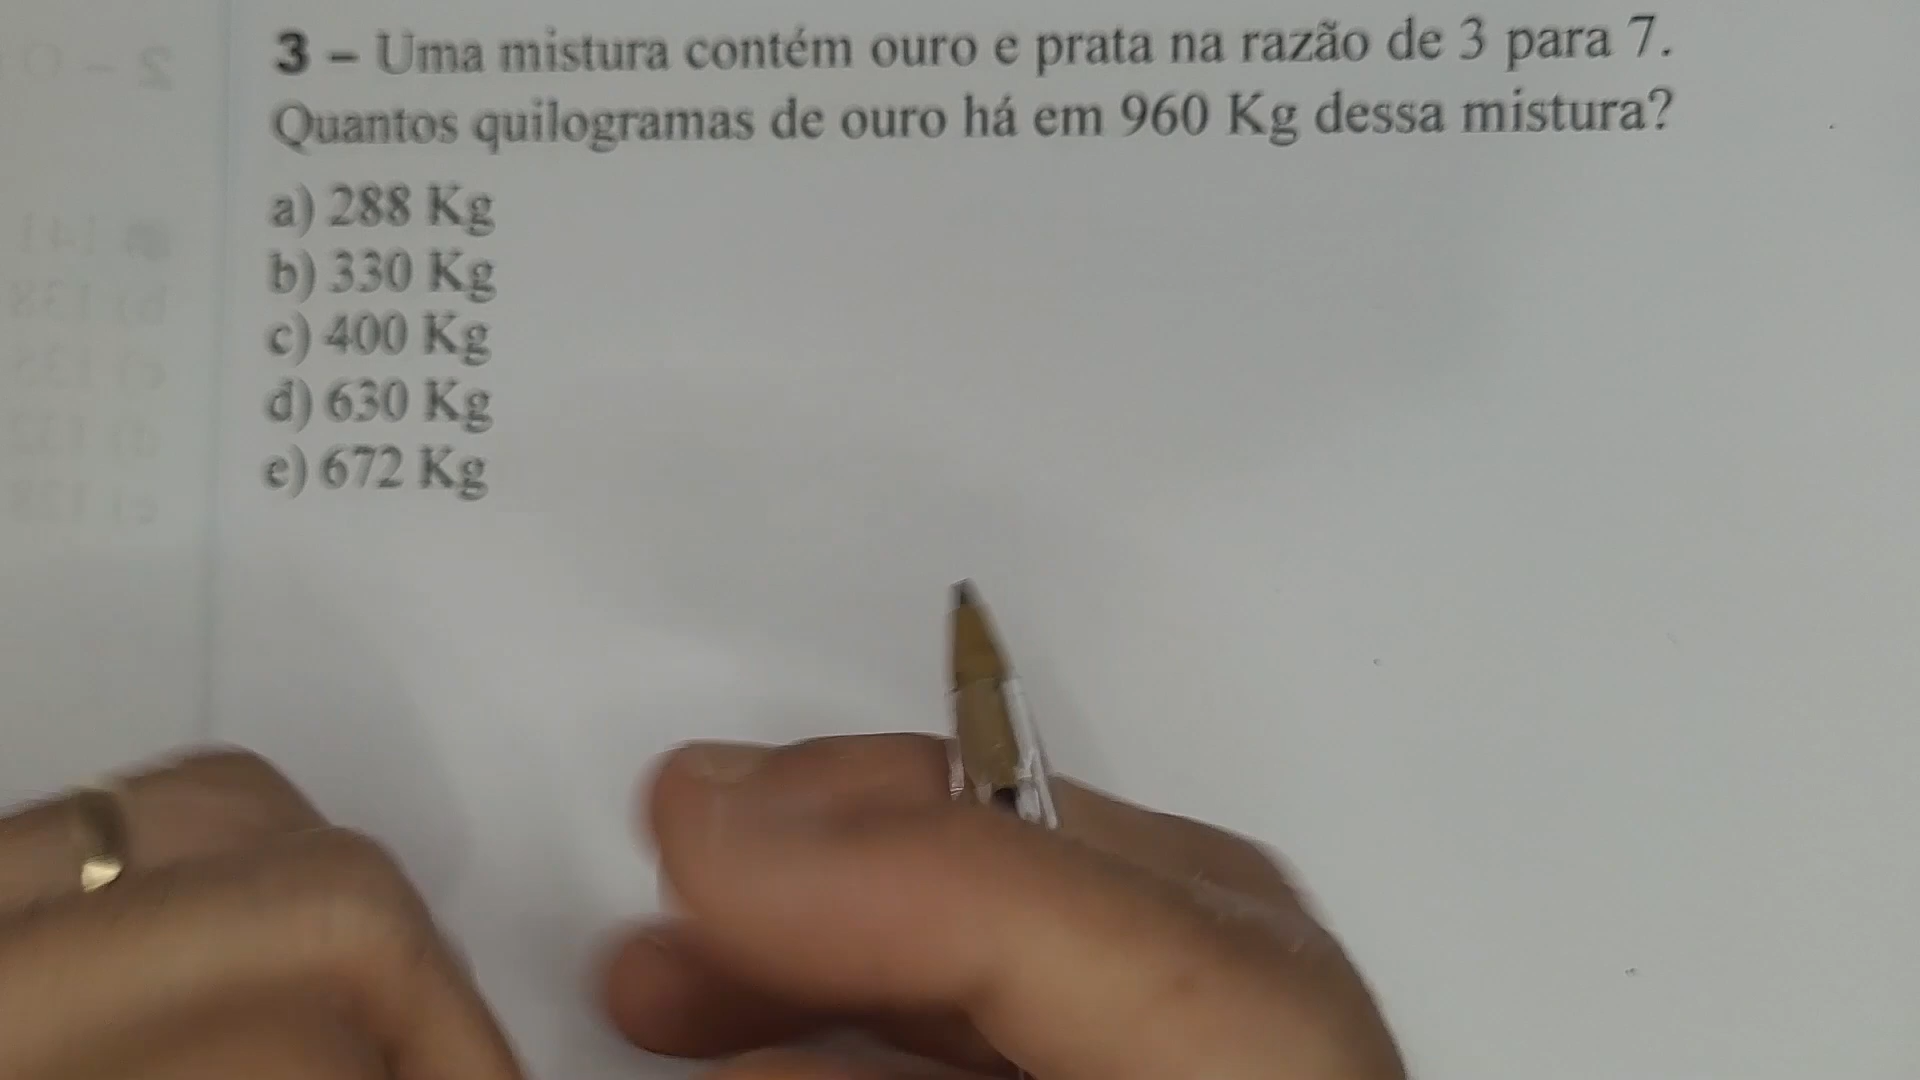 3 – Uma mistura contém ouro e prata na razão de 3 para 7.
Quantos quilogramas de ouro há em 960 Kg dessa mistura?
a) 288 Kg
b) 330 Kg
c) 400 Kg
d) 630 Kg
e) 672 Kg